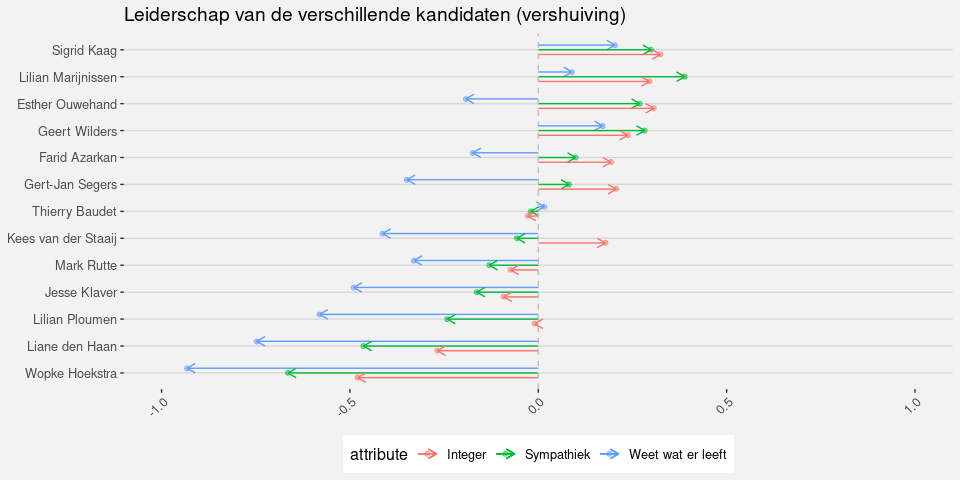 Leiderschap van de verschillende kandidaten (vershuiving)
Sigrid Kaag
Lilian Marijnissen
Esther Ouwehand
Geert Wilders
Farid Azarkan
Gert-Jan Segers
Thierry Baudet
Kees van der Staaij
Mark Rutte
Jesse Klaver
Lilian Ploumen
Liane den Haan
Wopke Hoekstra
-1.0 -0.5 0.0 0.5 1.0
attribute Integer Sympathiek Weet wat er leeft